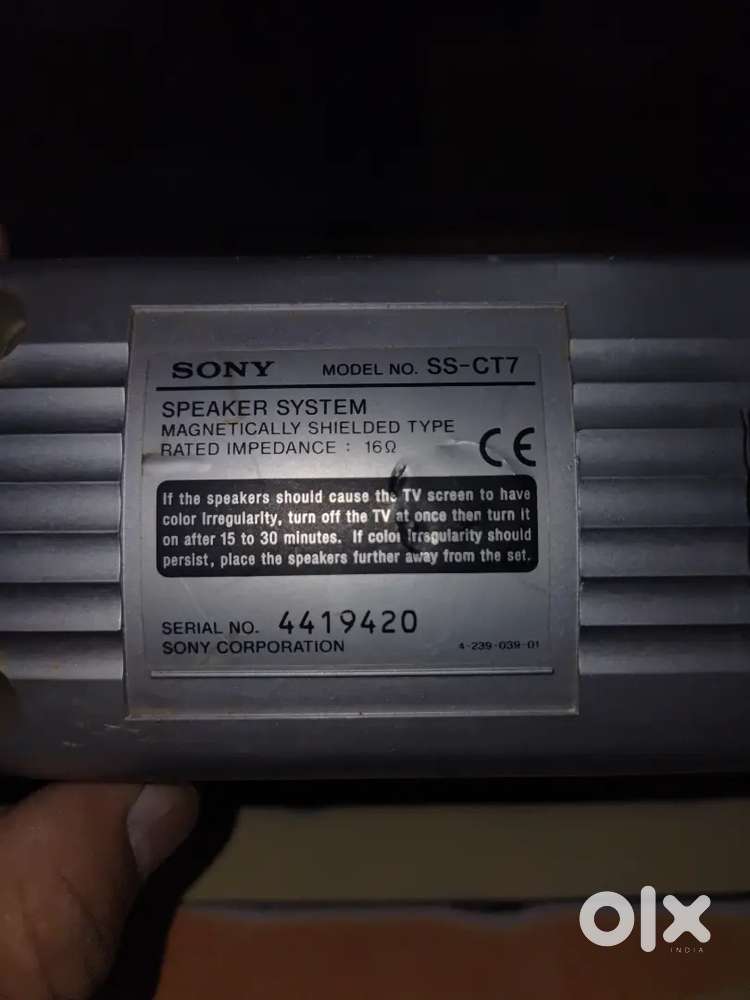 SONY MODEL NO. SS-CT7
SPEAKER SYSTEM
MAGNETICALLY SHIELDED TYPE
RATED IMPEDANCE : 16Ω CE
If the speakers should cause the TV screen to have
color Irregularity, turn off the TV at once then turn it
on after 15 to 30 minutes. If color Irregularity should
persist, place the speakers further away from the set.
SERIAL NO. 4419420
SONY CORPORATION 4-239-039-01
olx
INDIA